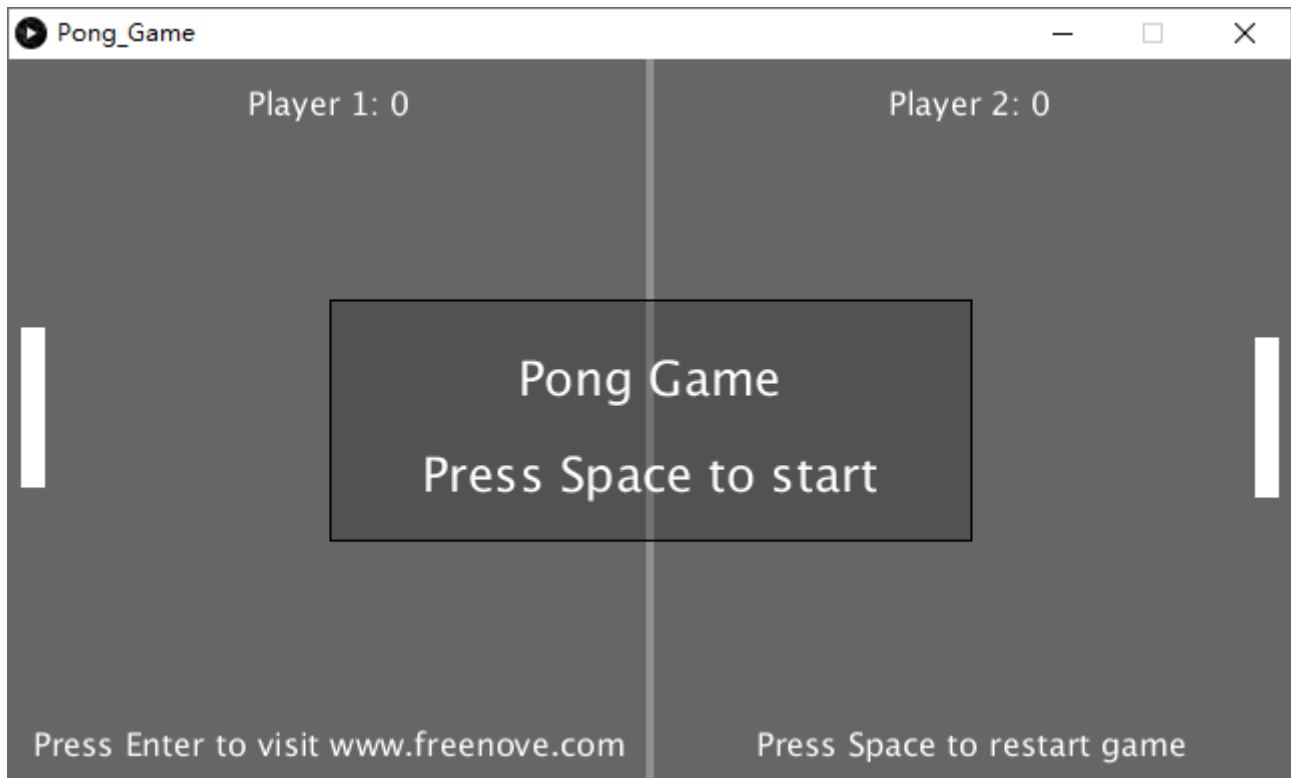 Pong_Game
Player 1: 0
Player 2: 0
Pong Game
Press Space to start
Press Enter to visit www.freenove.com
Press Space to restart game